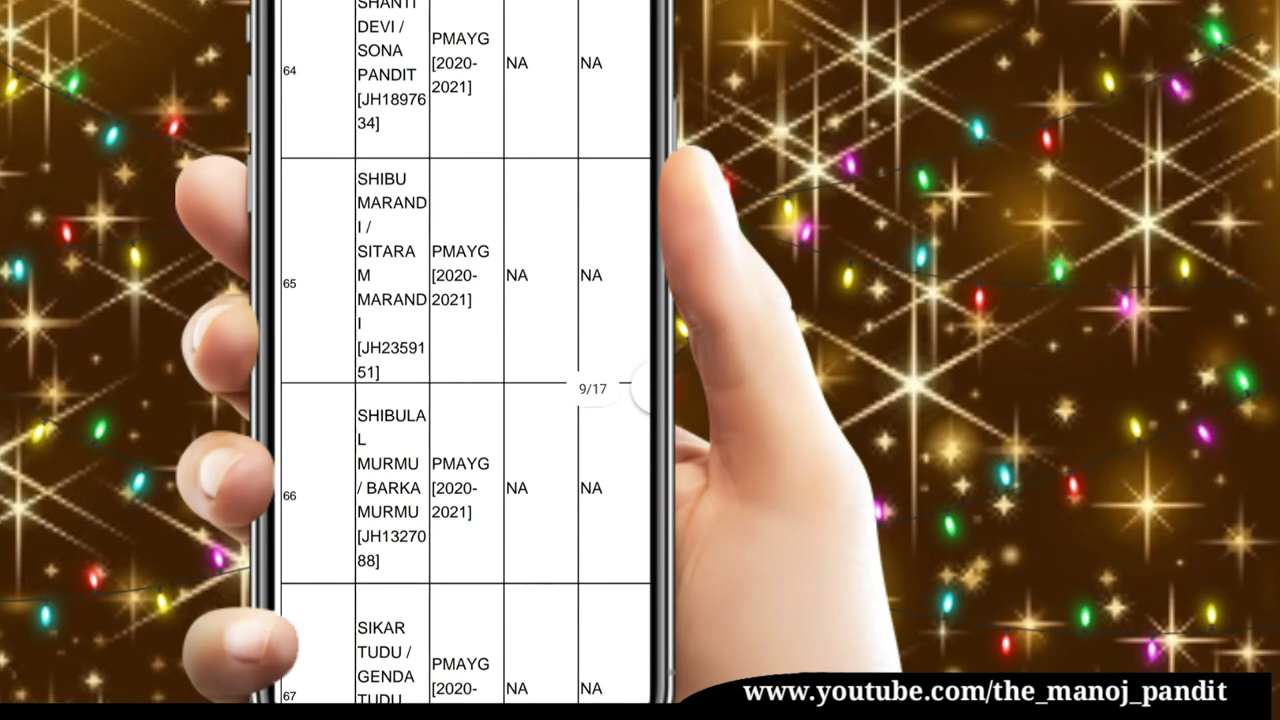 SHANTI
DEVI /
SONA
PANDIT
[JH18976
34]
64
PMAYG
[2020-
2021]
NA
NA
SHIBU
MARAND
I /
SITARA
M
MARAND
I
[JH23591
51]
65
PMAYG
[2020-
2021]
NA
NA
9/17
SHIBULA
L
MURMU
/ BARKA
MURMU
[JH13270
88]
66
PMAYG
[2020-
2021]
NA
NA
SIKAR
TUDU /
GENDA
TUDU
67
PMAYG
[2020-
NA
NA
www.youtube.com/the_manoj_pandit